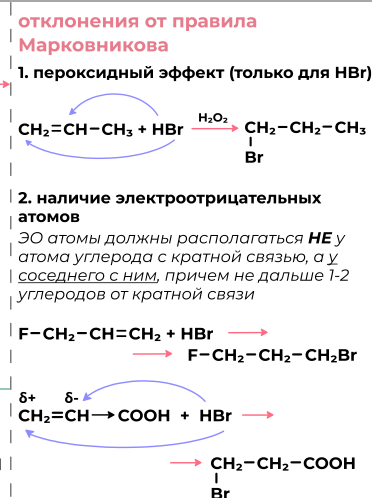 отклонения от правила
Марковникова
1. пероксидный эффект (только для HBr)
H₂O₂
CH₂=CH−CH₃ + HBr → CH₂−CH₂−CH₃
Br
2. наличие электроотрицательных
атомов
ЭО атомы должны располагаться НЕ у
атома углерода с кратной связью, а у
соседнего с ним, причем не дальше 1-2
углеродов от кратной связи
F−CH₂−CH=CH₂ + HBr →
→ F−CH₂−CH₂−CH₂Br
δ+ δ-
CH₂=CH→COOH + HBr →
→ CH₂−CH₂−COOH
Br